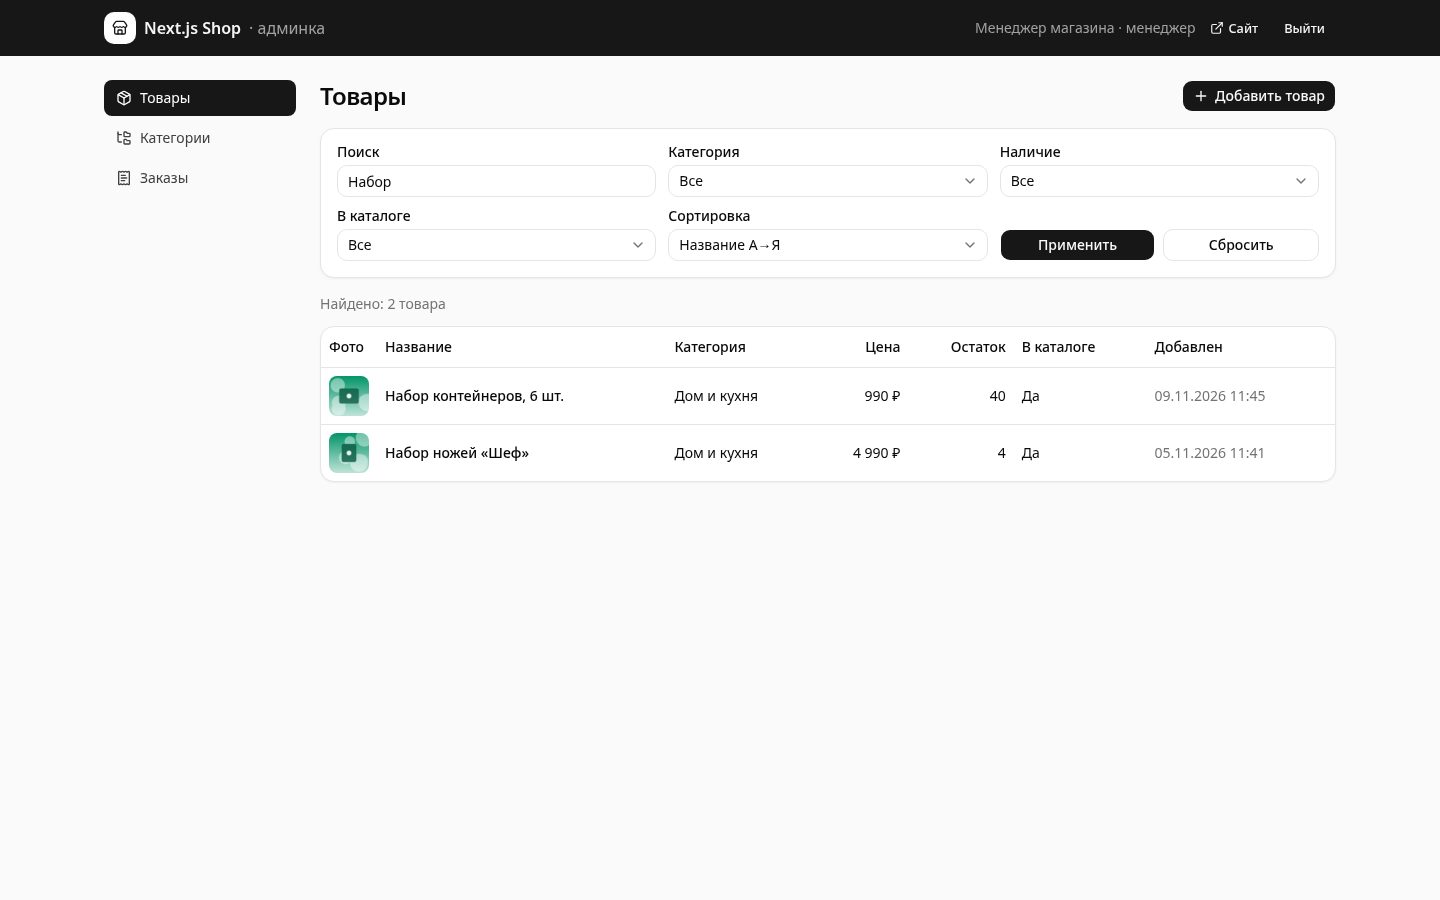 Next.js Shop · админка
Менеджер магазина · менеджер Сайт Выйти
Товары
Категории
Заказы
Товары
Добавить товар
Поиск Категория Наличие
Набор Все Все
В каталоге Сортировка
Все Название А→Я Применить Сбросить
Найдено: 2 товара
Фото Название Категория Цена Остаток В каталоге Добавлен
Набор контейнеров, 6 шт. Дом и кухня 990 ₽ 40 Да 09.11.2026 11:45
Набор ножей «Шеф» Дом и кухня 4 990 ₽ 4 Да 05.11.2026 11:41